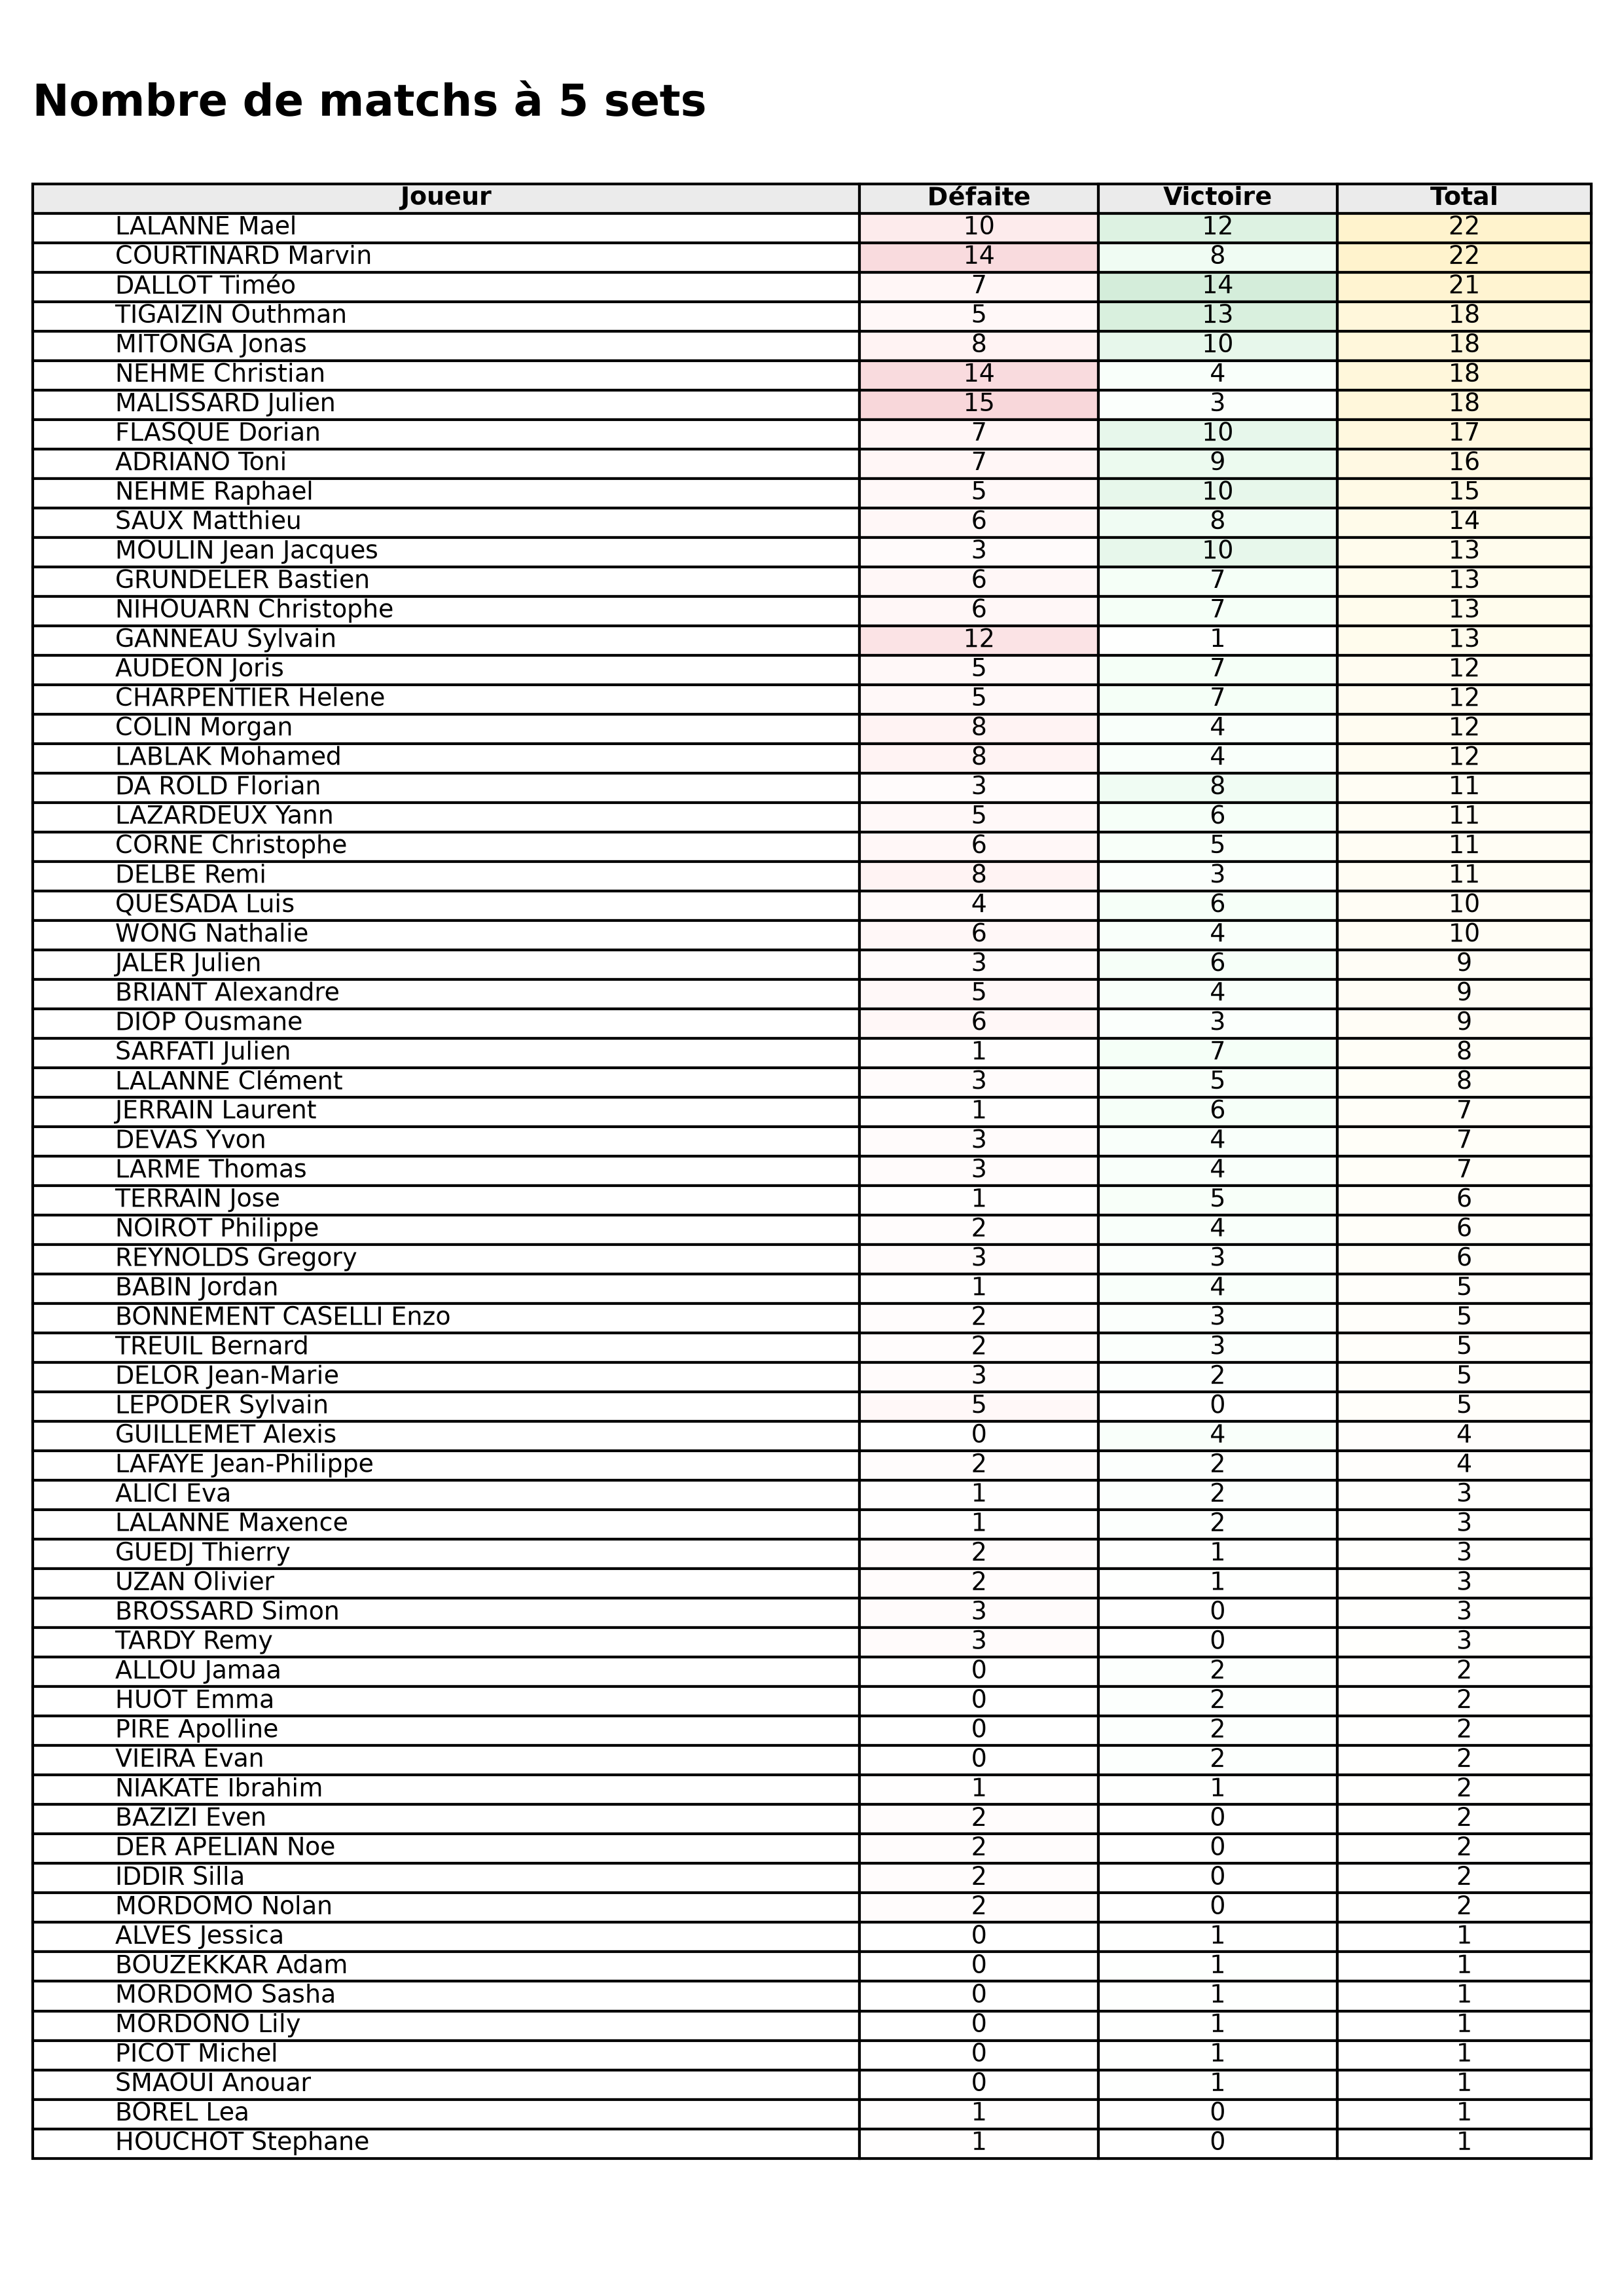 Nombre de matchs à 5 sets
Joueur Défaite Victoire Total
LALANNE Mael 10 12 22
COURTINARD Marvin 14 8 22
DALLOT Timéo 7 14 21
TIGAIZIN Outhman 5 13 18
MITONGA Jonas 8 10 18
NEHME Christian 14 4 18
MALISSARD Julien 15 3 18
FLASQUE Dorian 7 10 17
ADRIANO Toni 7 9 16
NEHME Raphael 5 10 15
SAUX Matthieu 6 8 14
MOULIN Jean Jacques 3 10 13
GRUNDELER Bastien 6 7 13
NIHOUARN Christophe 6 7 13
GANNEAU Sylvain 12 1 13
AUDEON Joris 5 7 12
CHARPENTIER Helene 5 7 12
COLIN Morgan 8 4 12
LABLAK Mohamed 8 4 12
DA ROLD Florian 3 8 11
LAZARDEUX Yann 5 6 11
CORNE Christophe 6 5 11
DELBE Remi 8 3 11
QUESADA Luis 4 6 10
WONG Nathalie 6 4 10
JALER Julien 3 6 9
BRIANT Alexandre 5 4 9
DIOP Ousmane 6 3 9
SARFATI Julien 1 7 8
LALANNE Clément 3 5 8
JERRAIN Laurent 1 6 7
DEVAS Yvon 3 4 7
LARME Thomas 3 4 7
TERRAIN Jose 1 5 6
NOIROT Philippe 2 4 6
REYNOLDS Gregory 3 3 6
BABIN Jordan 1 4 5
BONNEMENT CASELLI Enzo 2 3 5
TREUIL Bernard 2 3 5
DELOR Jean-Marie 3 2 5
LEPODER Sylvain 5 0 5
GUILLEMET Alexis 0 4 4
LAFAYE Jean-Philippe 2 2 4
ALICI Eva 1 2 3
LALANNE Maxence 1 2 3
GUEDJ Thierry 2 1 3
UZAN Olivier 2 1 3
BROSSARD Simon 3 0 3
TARDY Remy 3 0 3
ALLOU Jamaa 0 2 2
HUOT Emma 0 2 2
PIRE Apolline 0 2 2
VIEIRA Evan 0 2 2
NIAKATE Ibrahim 1 1 2
BAZIZI Even 2 0 2
DER APELIAN Noe 2 0 2
IDDIR Silla 2 0 2
MORDOMO Nolan 2 0 2
ALVES Jessica 0 1 1
BOUZEKKAR Adam 0 1 1
MORDOMO Sasha 0 1 1
MORDONO Lily 0 1 1
PICOT Michel 0 1 1
SMAOUI Anouar 0 1 1
BOREL Lea 1 0 1
HOUCHOT Stephane 1 0 1